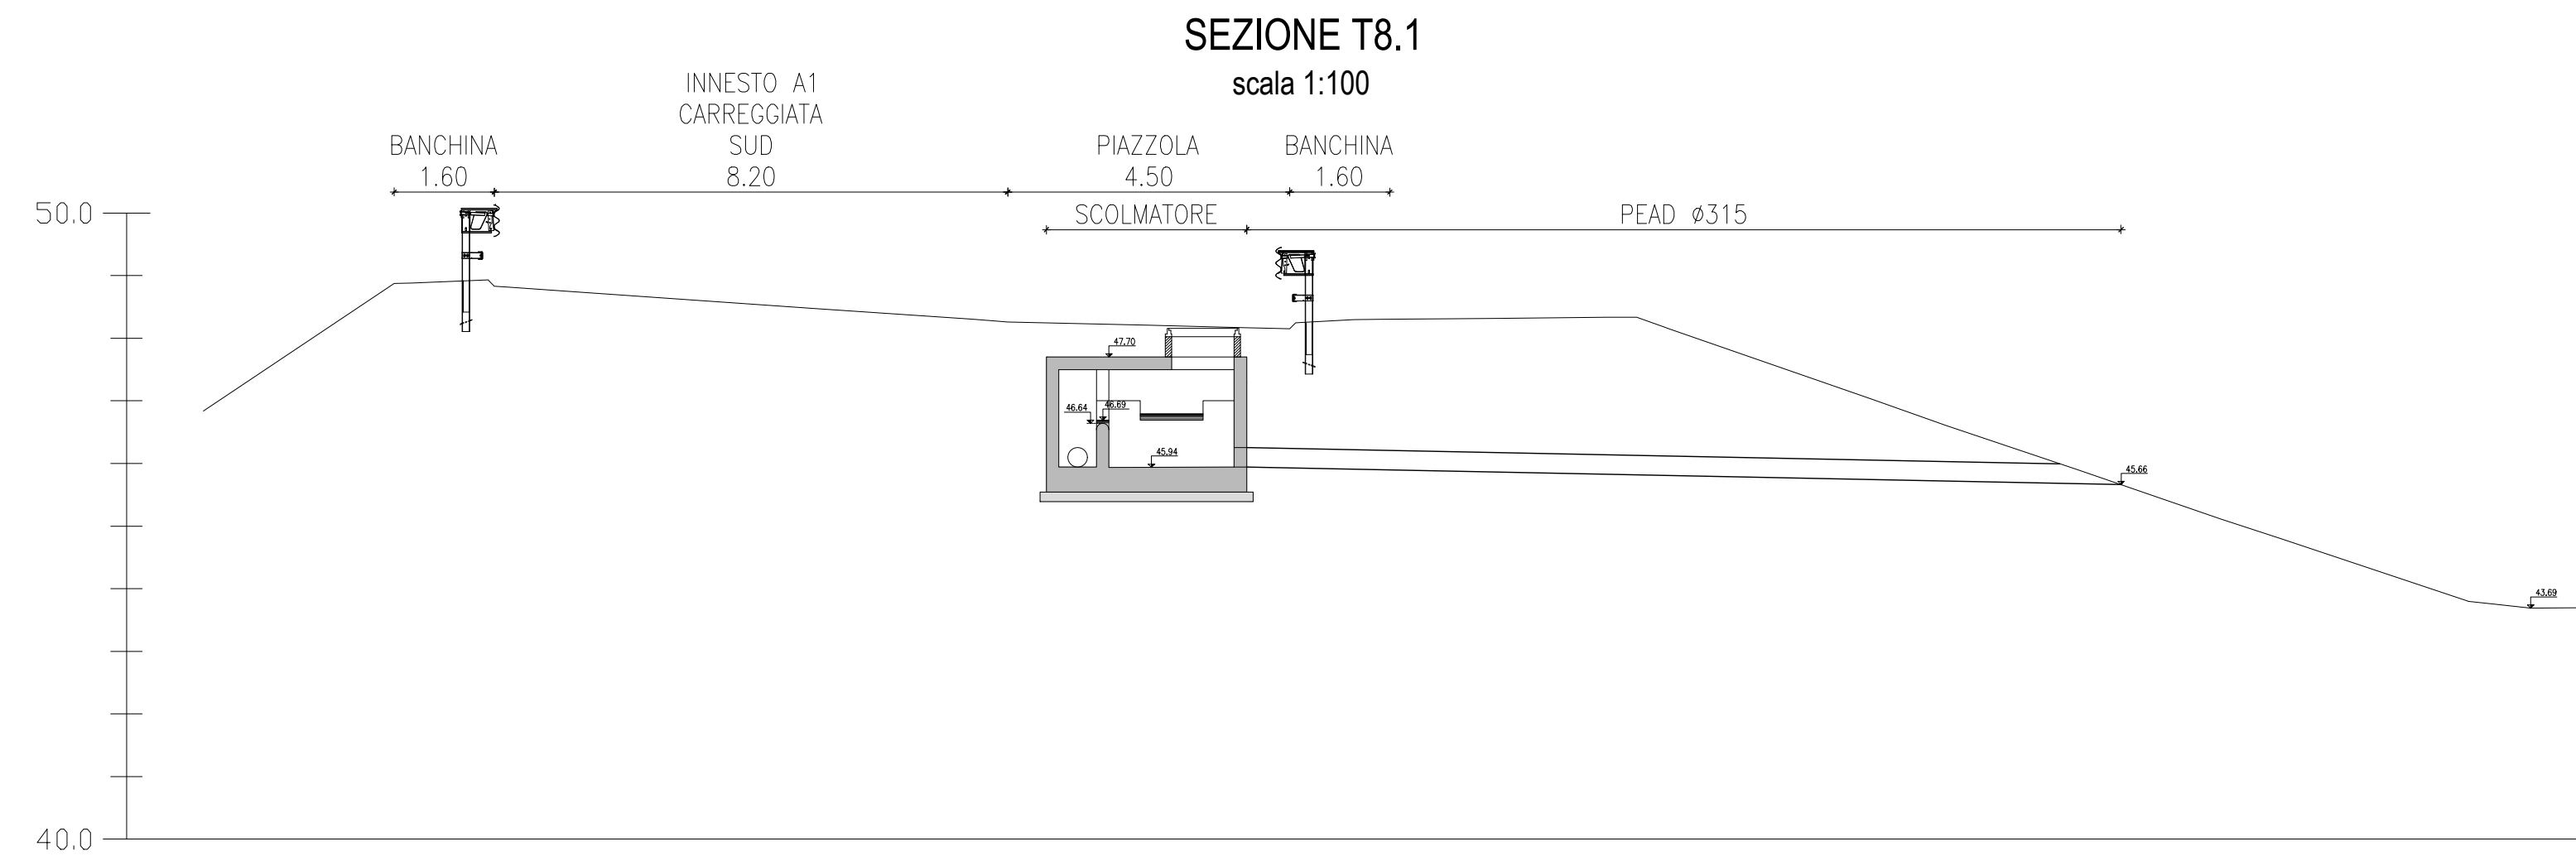 SEZIONE T8.1
scala 1:100
INNESTO A1
CARREGGIATA
SUD
8.20
BANCHINA
1.60
PIAZZOLA
4.50
BANCHINA
1.60
50.0
SCOLMATORE
PEAD ø315
47.70
46.64
46.69
45.94
45.66
43.69
40.0